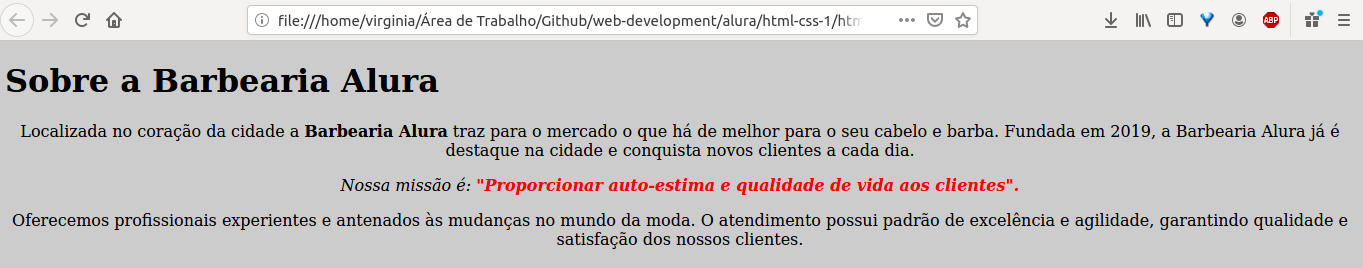 file:///home/virginia/Área de Trabalho/Github/web-development/alura/html-css-1/htm
ABP
Sobre a Barbearia Alura
Localizada no coração da cidade a Barbearia Alura traz para o mercado o que há de melhor para o seu cabelo e barba. Fundada em 2019, a Barbearia Alura já é
destaque na cidade e conquista novos clientes a cada dia.
Nossa missão é: "Proporcionar auto-estima e qualidade de vida aos clientes".
Oferecemos profissionais experientes e antenados às mudanças no mundo da moda. O atendimento possui padrão de excelência e agilidade, garantindo qualidade e
satisfação dos nossos clientes.